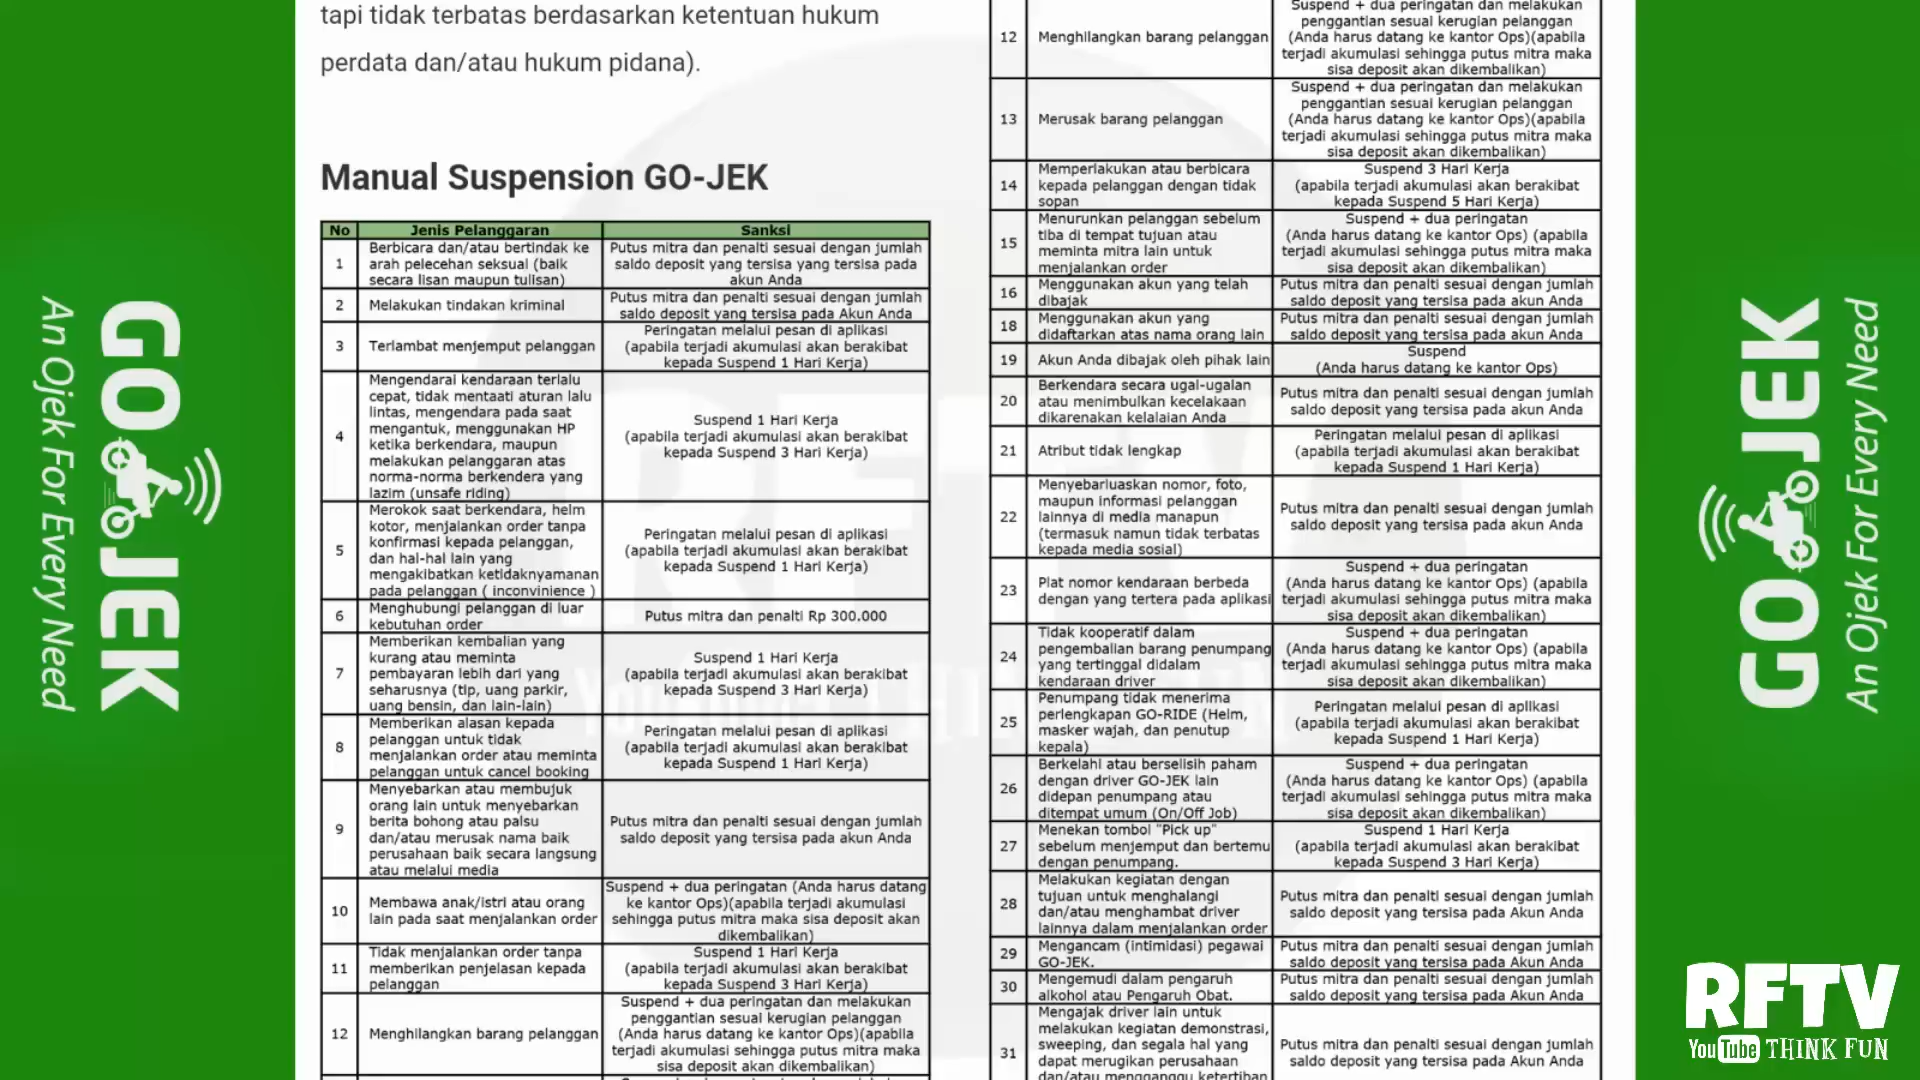 tapi tidak terbatas berdasarkan ketentuan hukum
perdata dan/atau hukum pidana).
Manual Suspension GO-JEK
No Jenis Pelanggaran Sanksi
1
Berbicara dan/atau bertindak ke
arah pelecehan seksual (baik
secara lisan maupun tulisan)
Putus mitra dan penalti sesuai dengan jumlah
saldo deposit yang tersisa yang tersisa pada
akun Anda
2
Melakukan tindakan kriminal
Putus mitra dan penalti sesuai dengan jumlah
saldo deposit yang tersisa pada Akun Anda
3
Terlambat menjemput pelanggan
Peringatan melalui pesan di aplikasi
(apabila terjadi akumulasi akan berakibat
kepada Suspend 1 Hari Kerja)
4
Mengendarai kendaraan terlalu
cepat, tidak mentaati aturan lalu
lintas, mengendara pada saat
mengantuk, menggunakan HP
ketika berkendara, maupun
melakukan pelanggaran atas
norma-norma berkendera yang
lazim (unsafe riding)
Suspend 1 Hari Kerja
(apabila terjadi akumulasi akan berakibat
kepada Suspend 3 Hari Kerja)
5
Merokok saat berkendara, helm
kotor, menjalankan order tanpa
konfirmasi kepada pelanggan,
dan hal-hal lain yang
mengakibatkan ketidaknyamanan
pada pelanggan ( inconvinience )
Peringatan melalui pesan di aplikasi
(apabila terjadi akumulasi akan berakibat
kepada Suspend 1 Hari Kerja)
6
Menghubungi pelanggan di luar
kebutuhan order
Putus mitra dan penalti Rp 300.000
7
Memberikan kembalian yang
kurang atau meminta
pembayaran lebih dari yang
seharusnya (tip, uang parkir,
uang bensin, dan lain-lain)
Suspend 1 Hari Kerja
(apabila terjadi akumulasi akan berakibat
kepada Suspend 3 Hari Kerja)
8
Memberikan alasan kepada
pelanggan untuk tidak
menjalankan order atau meminta
pelanggan untuk cancel booking
Peringatan melalui pesan di aplikasi
(apabila terjadi akumulasi akan berakibat
kepada Suspend 1 Hari Kerja)
9
Menyebarkan atau membujuk
orang lain untuk menyebarkan
berita bohong atau palsu
dan/atau merusak nama baik
perusahaan baik secara langsung
atau melalui media
Putus mitra dan penalti sesuai dengan jumlah
saldo deposit yang tersisa pada akun Anda
10
Membawa anak/istri atau orang
lain pada saat menjalankan order
Suspend + dua peringatan (Anda harus datang
ke kantor Ops)(apabila terjadi akumulasi
sehingga putus mitra maka sisa deposit akan
dikembalikan)
11
Tidak menjalankan order tanpa
memberikan penjelasan kepada
pelanggan
Suspend 1 Hari Kerja
(apabila terjadi akumulasi akan berakibat
kepada Suspend 3 Hari Kerja)
12
Menghilangkan barang pelanggan
Suspend + dua peringatan dan melakukan
penggantian sesuai kerugian pelanggan
(Anda harus datang ke kantor Ops)(apabila
terjadi akumulasi sehingga putus mitra maka
sisa deposit akan dikembalikan)
12
Menghilangkan barang pelanggan
Suspend + dua peringatan dan melakukan
penggantian sesuai kerugian pelanggan
(Anda harus datang ke kantor Ops)(apabila
terjadi akumulasi sehingga putus mitra maka
sisa deposit akan dikembalikan)
13
Merusak barang pelanggan
Suspend + dua peringatan dan melakukan
penggantian sesuai kerugian pelanggan
(Anda harus datang ke kantor Ops)(apabila
terjadi akumulasi sehingga putus mitra maka
sisa deposit akan dikembalikan)
14
Memperlakukan atau berbicara
kepada pelanggan dengan tidak
sopan
Suspend 3 Hari Kerja
(apabila terjadi akumulasi akan berakibat
kepada Suspend 5 Hari Kerja)
15
Menurunkan pelanggan sebelum
tiba di tempat tujuan atau
meminta mitra lain untuk
menjalankan order
Suspend + dua peringatan
(Anda harus datang ke kantor Ops) (apabila
terjadi akumulasi sehingga putus mitra maka
sisa deposit akan dikembalikan)
16
Menggunakan akun yang telah
dibajak
Putus mitra dan penalti sesuai dengan jumlah
saldo deposit yang tersisa pada akun Anda
18
Menggunakan akun yang
didaftarkan atas nama orang lain
Putus mitra dan penalti sesuai dengan jumlah
saldo deposit yang tersisa pada akun Anda
19
Akun Anda dibajak oleh pihak lain
Suspend
(Anda harus datang ke kantor Ops)
20
Berkendara secara ugal-ugalan
atau menimbulkan kecelakaan
dikarenakan kelalaian Anda
Putus mitra dan penalti sesuai dengan jumlah
saldo deposit yang tersisa pada akun Anda
21
Atribut tidak lengkap
Peringatan melalui pesan di aplikasi
(apabila terjadi akumulasi akan berakibat
kepada Suspend 1 Hari Kerja)
22
Menyebarluaskan nomor, foto,
maupun informasi pelanggan
lainnya di media manapun
(termasuk namun tidak terbatas
kepada media sosial)
Putus mitra dan penalti sesuai dengan jumlah
saldo deposit yang tersisa pada akun Anda
23
Plat nomor kendaraan berbeda
dengan yang tertera pada aplikasi
Suspend + dua peringatan
(Anda harus datang ke kantor Ops) (apabila
terjadi akumulasi sehingga putus mitra maka
sisa deposit akan dikembalikan)
24
Tidak kooperatif dalam
pengembalian barang penumpang
yang tertinggal didalam
kendaraan driver
Suspend + dua peringatan
(Anda harus datang ke kantor Ops) (apabila
terjadi akumulasi sehingga putus mitra maka
sisa deposit akan dikembalikan)
25
Penumpang tidak menerima
perlengkapan GO-RIDE (Helm,
masker wajah, dan penutup
kepala)
Peringatan melalui pesan di aplikasi
(apabila terjadi akumulasi akan berakibat
kepada Suspend 1 Hari Kerja)
26
Berkelahi atau berselisih paham
dengan driver GO-JEK lain
didepan penumpang atau
ditempat umum (On/Off Job)
Suspend + dua peringatan
(Anda harus datang ke kantor Ops) (apabila
terjadi akumulasi sehingga putus mitra maka
sisa deposit akan dikembalikan)
27
Menekan tombol "Pick up"
sebelum menjemput dan bertemu
dengan penumpang.
Suspend 1 Hari Kerja
(apabila terjadi akumulasi akan berakibat
kepada Suspend 3 Hari Kerja)
28
Melakukan kegiatan dengan
tujuan untuk menghalangi
dan/atau menghambat driver
lainnya dalam menjalankan order
Putus mitra dan penalti sesuai dengan jumlah
saldo deposit yang tersisa pada Akun Anda
29
Mengancam (intimidasi) pegawai
GO-JEK.
Putus mitra dan penalti sesuai dengan jumlah
saldo deposit yang tersisa pada Akun Anda
30
Mengemudi dalam pengaruh
alkohol atau Pengaruh Obat.
Putus mitra dan penalti sesuai dengan jumlah
saldo deposit yang tersisa pada Akun Anda
31
Mengajak driver lain untuk
melakukan kegiatan demonstrasi,
sweeping, dan segala hal yang
dapat merugikan perusahaan
dan/atau mengganggu ketertiban
Putus mitra dan penalti sesuai dengan jumlah
saldo deposit yang tersisa pada Akun Anda
GO-JEK
An Ojek For Every Need
GO-JEK
An Ojek For Every Need
RFTV
YouTube THINK FUN